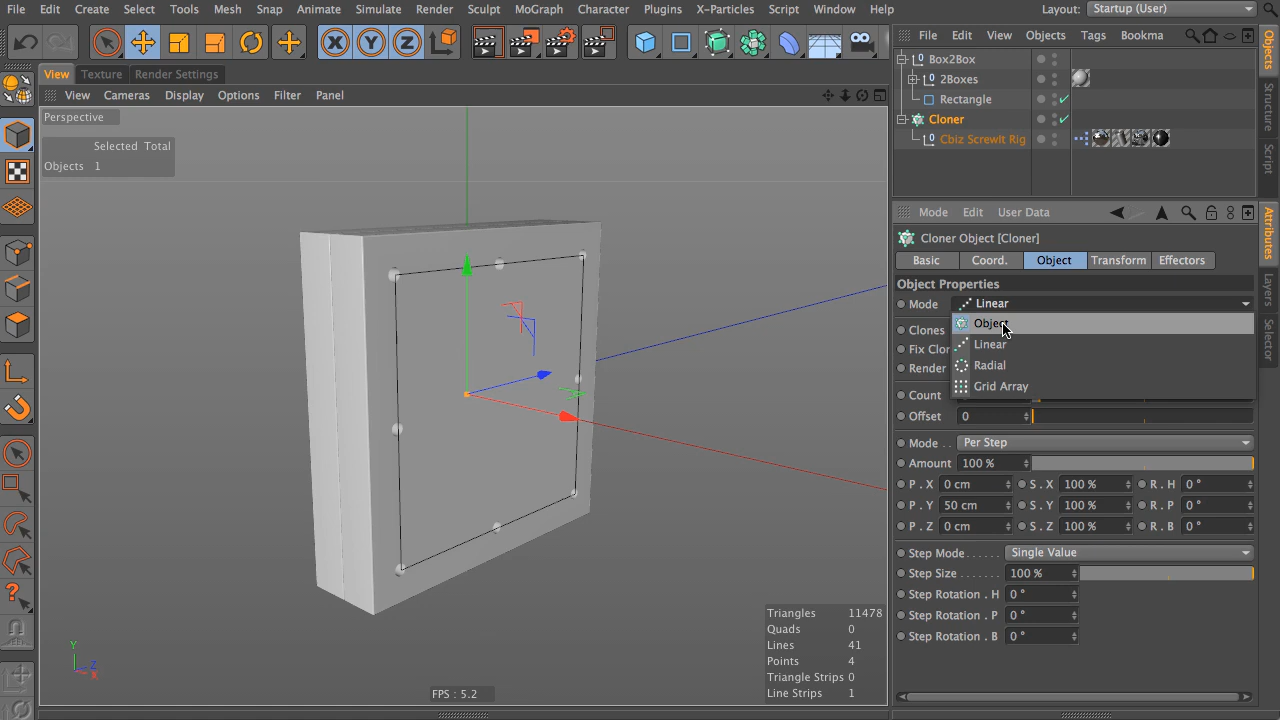 File Edit Create Select Tools Mesh Snap Animate Simulate Render Sculpt MoGraph Character Plugins X-Particles Script Window Help Layout: Startup (User)
File Edit View Objects Tags Bookma
View Texture Render Settings
Box2Box
2Boxes
Rectangle
Cloner
Cbiz ScrewIt Rig
View Cameras Display Options Filter Panel
Perspective
Selected Total
Objects 1
Mode Edit User Data
Cloner Object [Cloner]
Basic Coord. Object Transform Effectors
Object Properties
Mode Linear
Object
Linear
Radial
Grid Array
Clones
Fix Clor
Render
Count
Offset 0
Mode . . Per Step
Amount 100 %
P . X 0 cm S . X 100 % R . H 0 °
P . Y 50 cm S . Y 100 % R . P 0 °
P . Z 0 cm S . Z 100 % R . B 0 °
Step Mode . . . . . . Single Value
Step Size . . . . . . . 100 %
Step Rotation . H 0 °
Step Rotation . P 0 °
Step Rotation . B 0 °
Triangles 11478
Quads 0
Lines 41
Points 4
Triangle Strips 0
Line Strips 1
FPS : 5.2
Y
Z
X
X Y Z
Objects
Structure
Script
Attributes
Layers
Selector